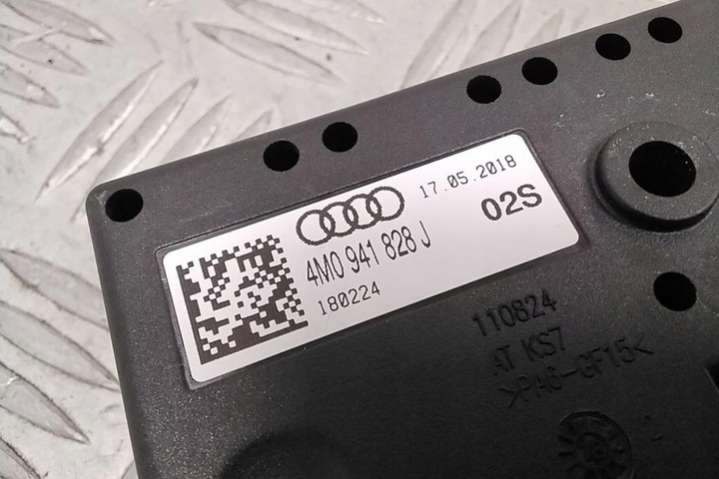 17.05.2018
02S
4M0 941 828 J
180224
110824
AT KS7
>PA6-GF15<